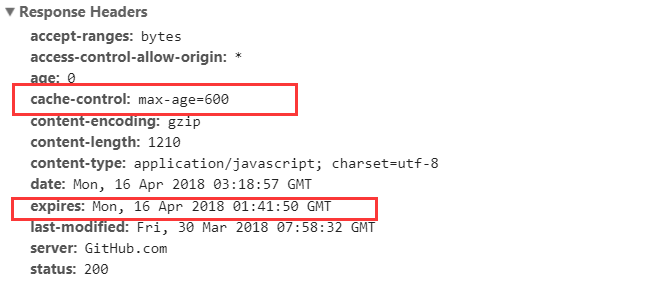 Response Headers
accept-ranges: bytes
access-control-allow-origin: *
age: 0
cache-control: max-age=600
content-encoding: gzip
content-length: 1210
content-type: application/javascript; charset=utf-8
date: Mon, 16 Apr 2018 03:18:57 GMT
expires: Mon, 16 Apr 2018 01:41:50 GMT
last-modified: Fri, 30 Mar 2018 07:58:32 GMT
server: GitHub.com
status: 200